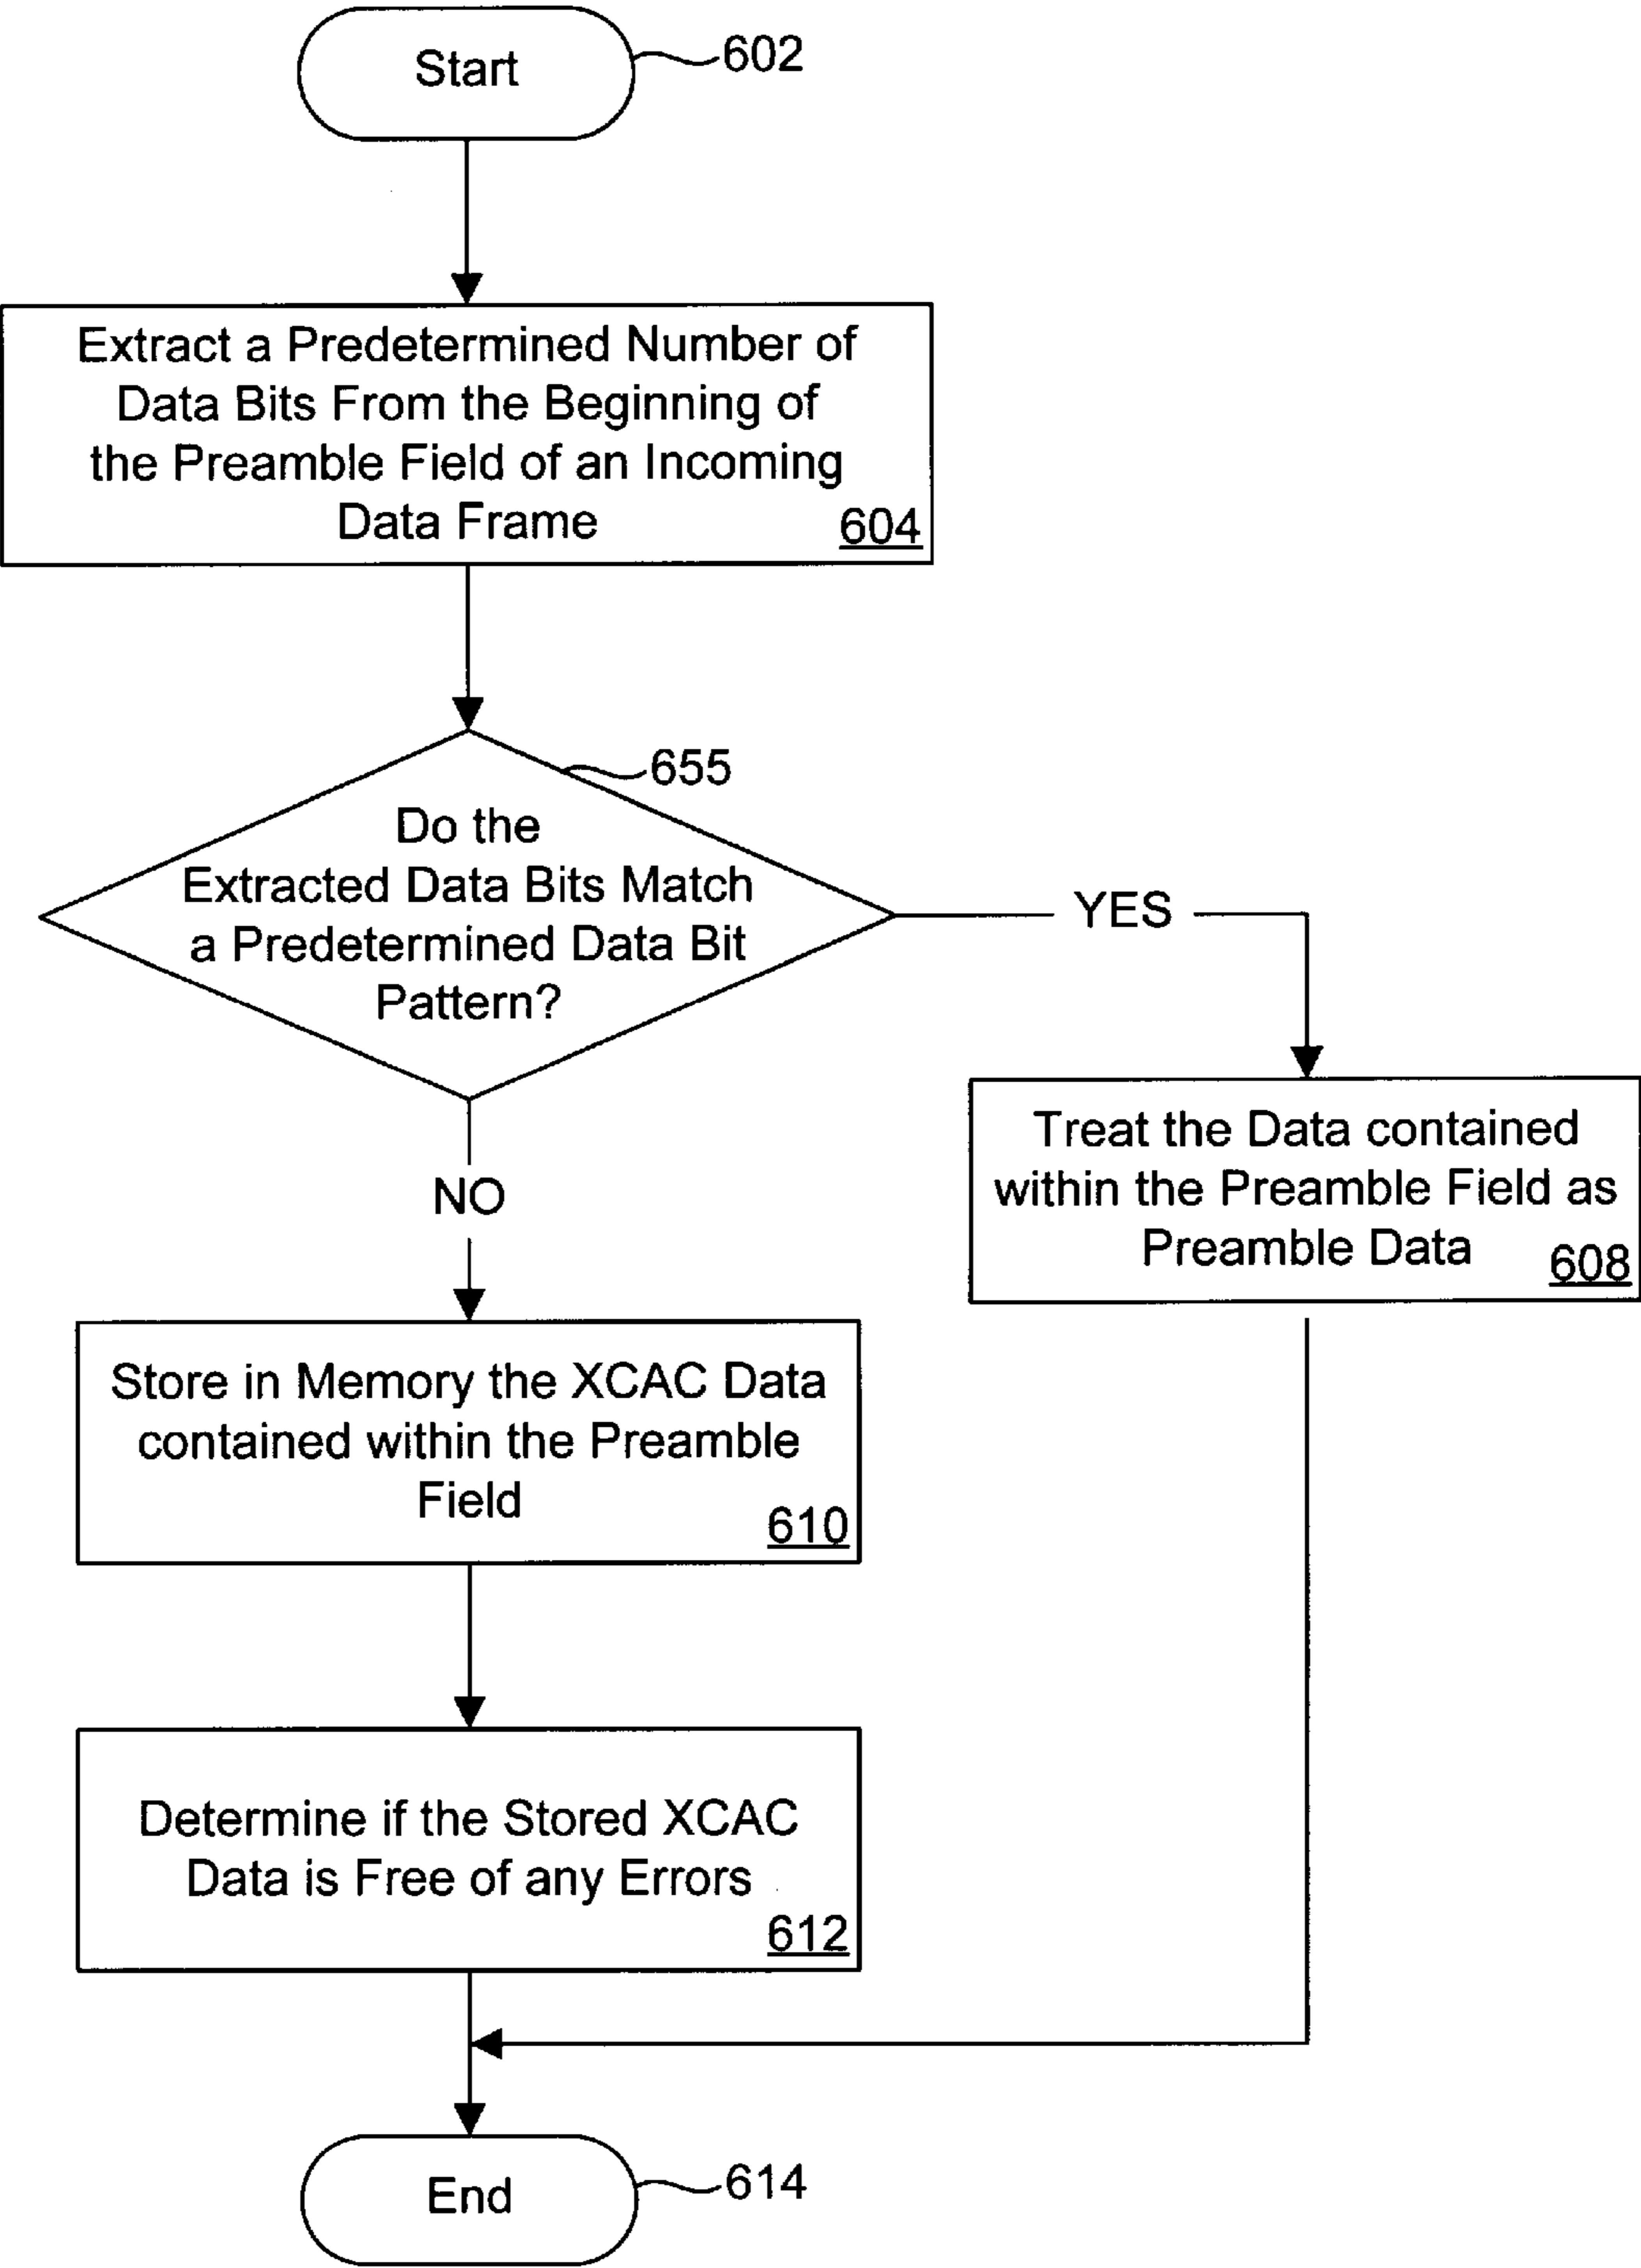 Start
602
Extract a Predetermined Number of
Data Bits From the Beginning of
the Preamble Field of an Incoming
Data Frame
604
655
Do the
Extracted Data Bits Match
a Predetermined Data Bit
Pattern?
YES
NO
Treat the Data contained
within the Preamble Field as
Preamble Data
608
Store in Memory the XCAC Data
contained within the Preamble
Field
610
Determine if the Stored XCAC
Data is Free of any Errors
612
End
614